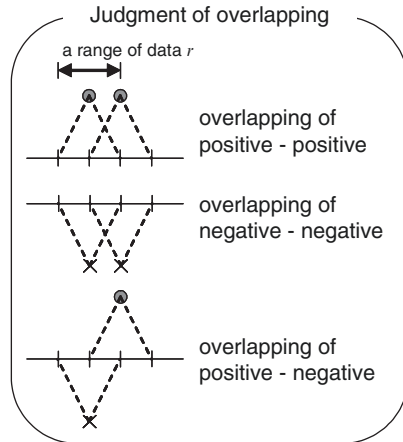 Judgment of overlapping
a range of data r
overlapping of
positive - positive
overlapping of
negative - negative
overlapping of
positive - negative